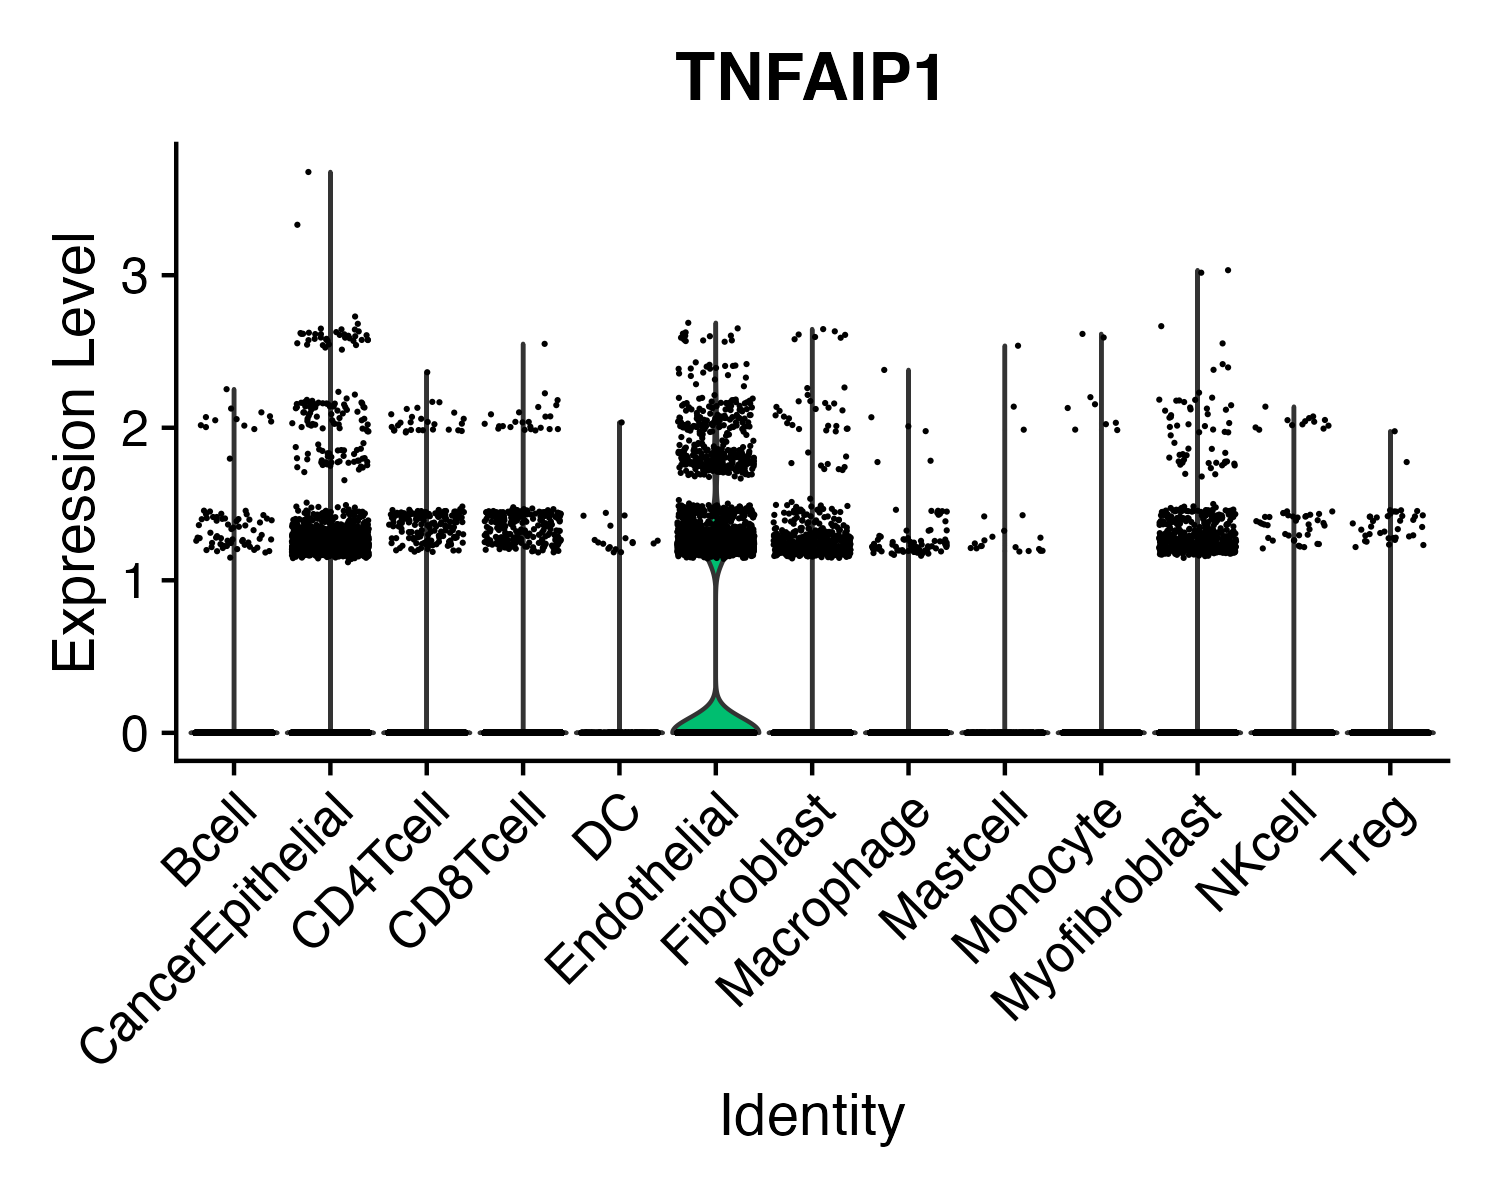 TNFAIP1
Expression Level
3
2
1
0
Bcell
CancerEpithelial
CD4Tcell
CD8Tcell
DC
Endothelial
Fibroblast
Macrophage
Mastcell
Monocyte
Myofibroblast
NKcell
Treg
Identity